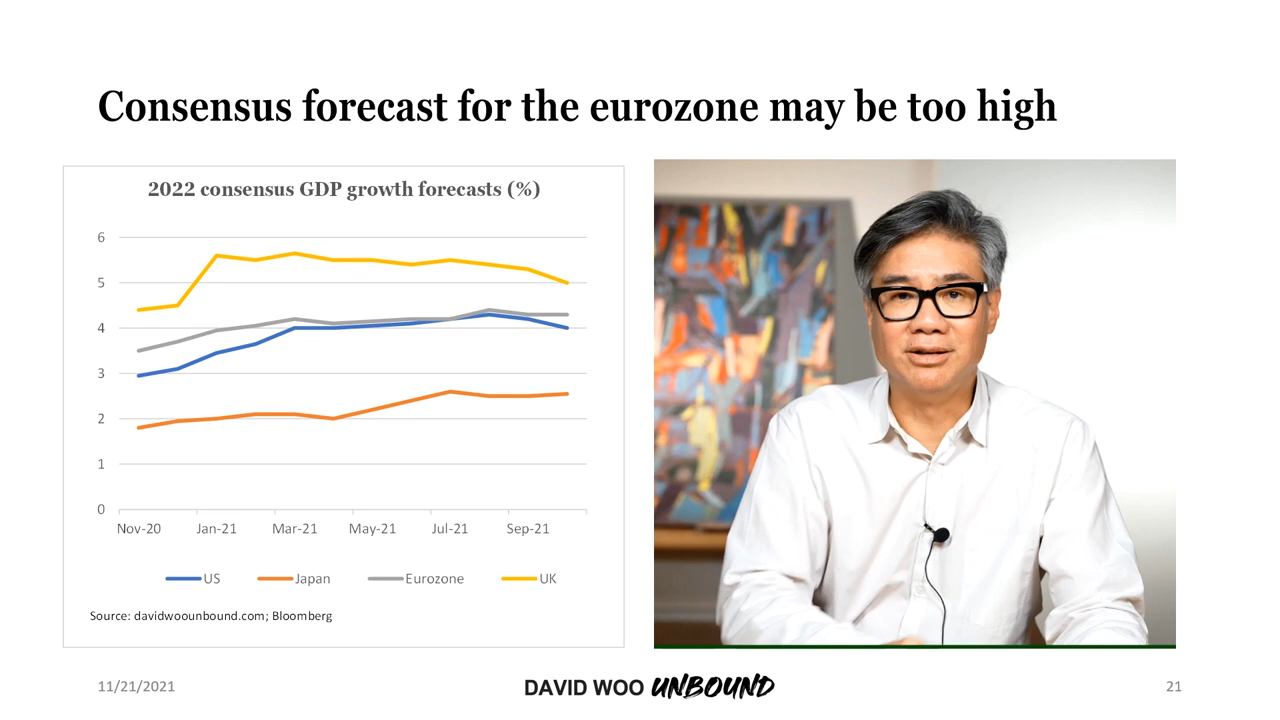 Consensus forecast for the eurozone may be too high
2022 consensus GDP growth forecasts (%)
6
5
4
3
2
1
0
Nov-20 Jan-21 Mar-21 May-21 Jul-21 Sep-21
US Japan Eurozone UK
Source: davidwoounbound.com; Bloomberg
11/21/2021 DAVID WOO UNBOUND 21